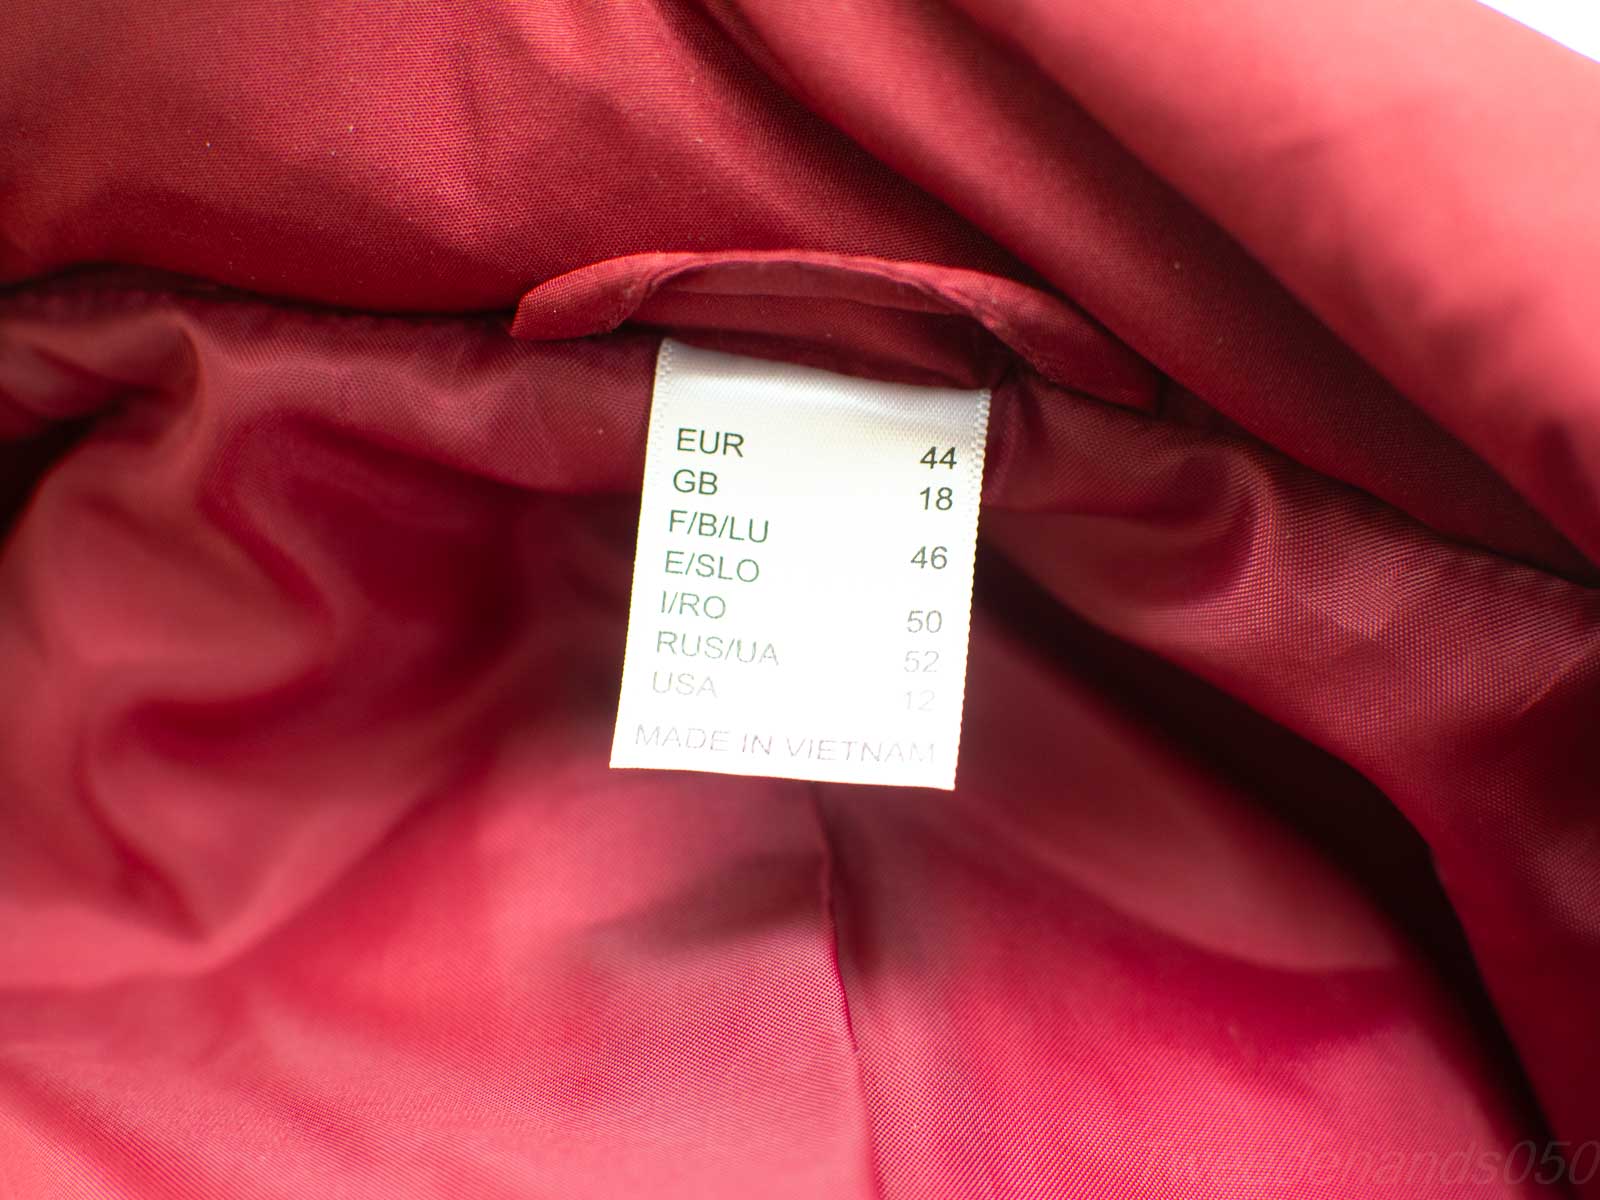 EUR 44
GB 18
F/B/LU
E/SLO 46
I/RO 50
RUS/UA 52
USA 12
MADE IN VIETNAM